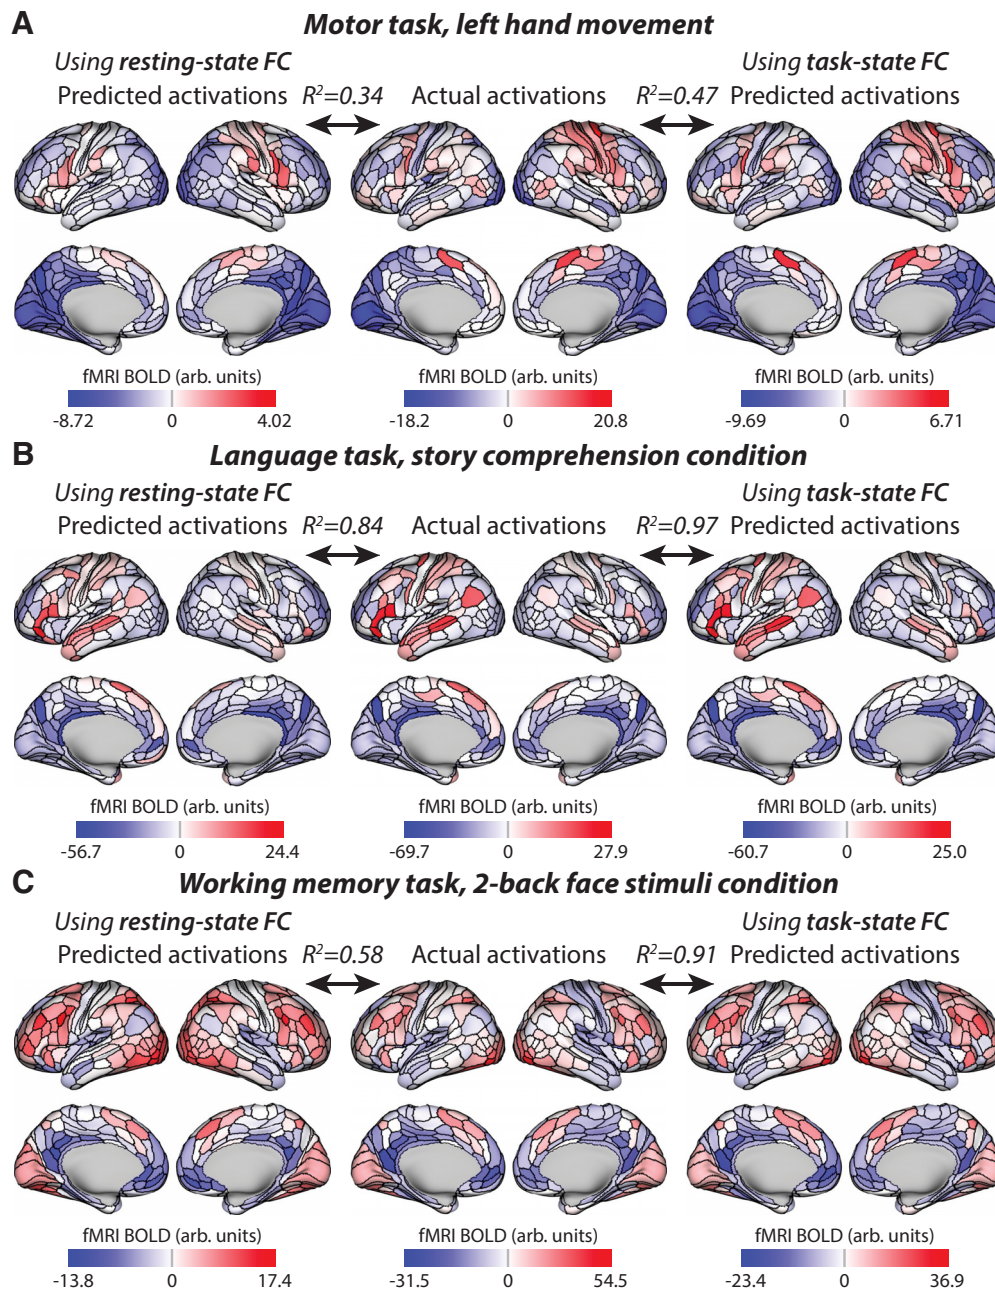 A
Motor task, left hand movement
Using resting-state FC
Using task-state FC
Predicted activations R²=0.34 Actual activations R²=0.47 Predicted activations
fMRI BOLD (arb. units) fMRI BOLD (arb. units) fMRI BOLD (arb. units)
-8.72 0 4.02 -18.2 0 20.8 -9.69 0 6.71
B
Language task, story comprehension condition
Using resting-state FC
Using task-state FC
Predicted activations R²=0.84 Actual activations R²=0.97 Predicted activations
fMRI BOLD (arb. units) fMRI BOLD (arb. units) fMRI BOLD (arb. units)
-56.7 0 24.4 -69.7 0 27.9 -60.7 0 25.0
C
Working memory task, 2-back face stimuli condition
Using resting-state FC
Using task-state FC
Predicted activations R²=0.58 Actual activations R²=0.91 Predicted activations
fMRI BOLD (arb. units) fMRI BOLD (arb. units) fMRI BOLD (arb. units)
-13.8 0 17.4 -31.5 0 54.5 -23.4 0 36.9